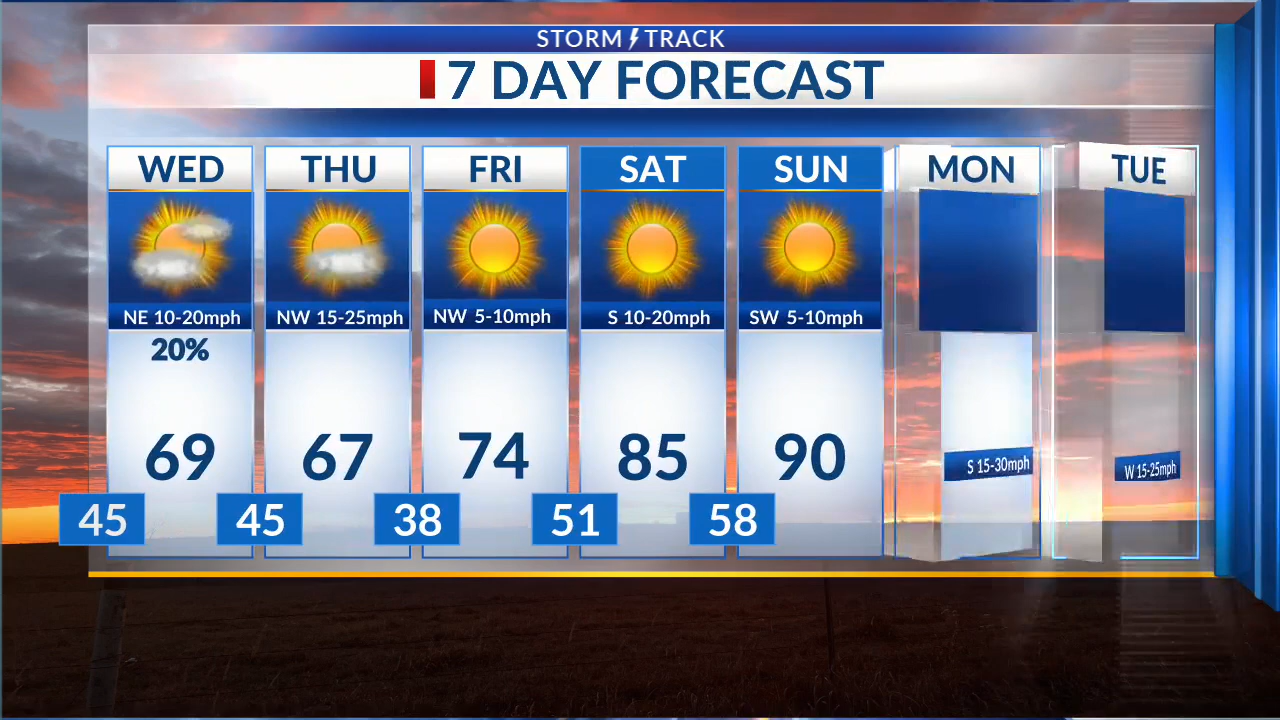 STORM TRACK
7 DAY FORECAST
WED THU FRI SAT SUN MON TUE
NE 10-20mph NW 15-25mph NW 5-10mph S 10-20mph SW 5-10mph
20%
69 67 74 85 90
S 15-30mph W 15-25mph
45 45 38 51 58